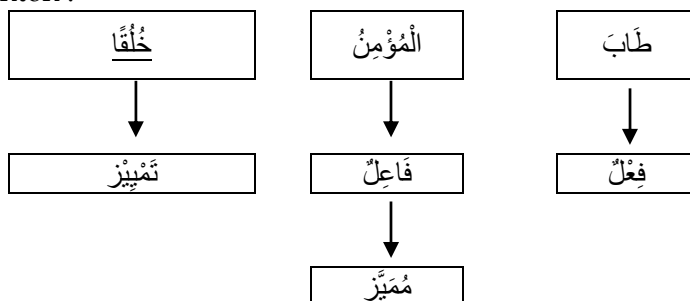 طَابَ الْمُؤْمِنُ خُلُقًا
فِعْلٌ فَاعِلٌ تَمْيِيْز
مُمَيَّز